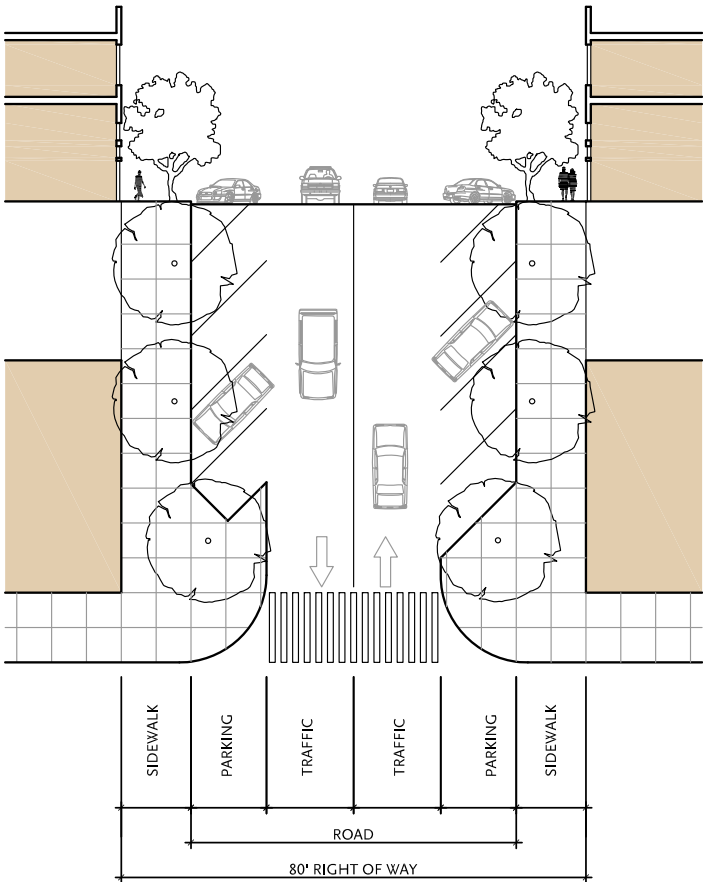 SIDEWALK
PARKING
TRAFFIC
TRAFFIC
PARKING
SIDEWALK
ROAD
80' RIGHT OF WAY